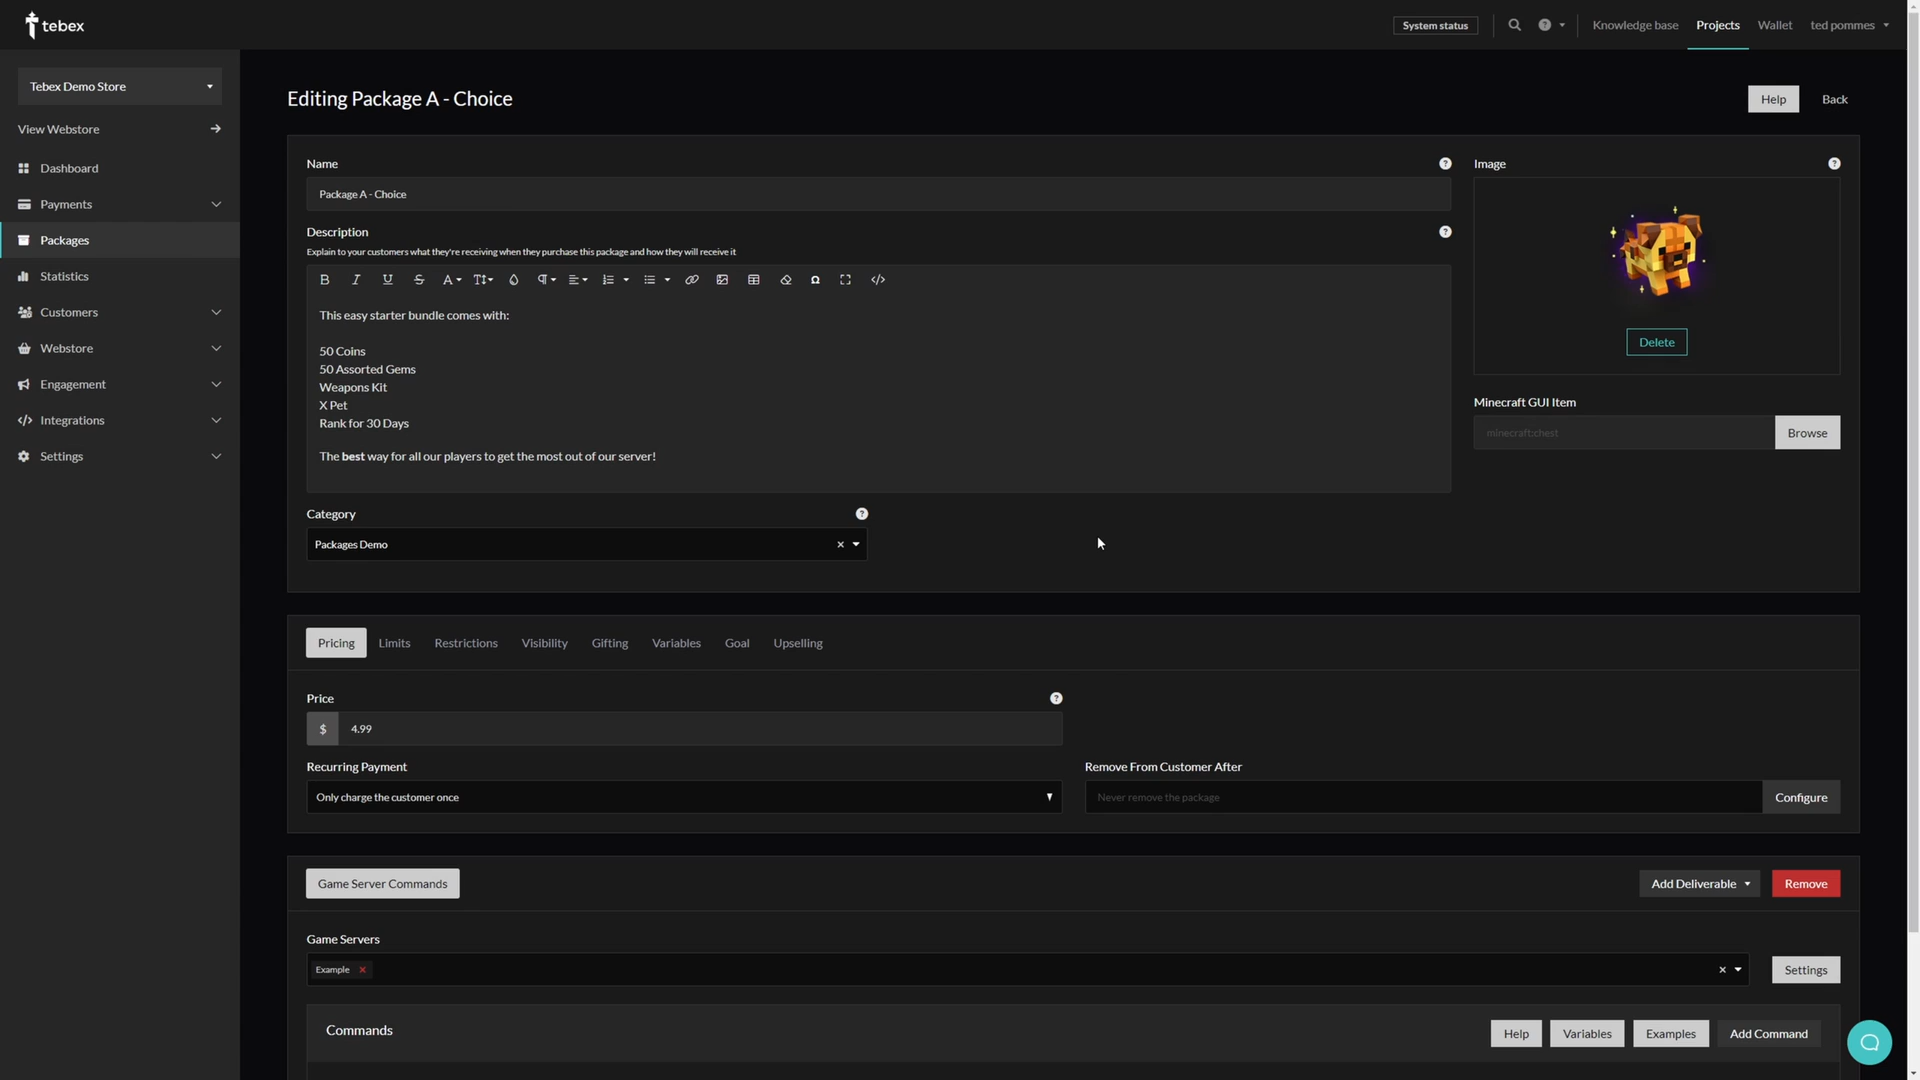 tebex
System status
Knowledge base
Projects
Wallet
ted pommes
Tebex Demo Store
View Webstore
Dashboard
Payments
Packages
Statistics
Customers
Webstore
Engagement
Integrations
Settings
Editing Package A - Choice
Help
Back
Name
Package A - Choice
Description
Explain to your customers what they're receiving when they purchase this package and how they will receive it
This easy starter bundle comes with:
50 Coins
50 Assorted Gems
Weapons Kit
X Pet
Rank for 30 Days
The best way for all our players to get the most out of our server!
Category
Packages Demo
Image
Delete
Minecraft GUI Item
minecraft:chest
Browse
Pricing
Limits
Restrictions
Visibility
Gifting
Variables
Goal
Upselling
Price
$ 4.99
Recurring Payment
Only charge the customer once
Remove From Customer After
Never remove the package
Configure
Game Server Commands
Add Deliverable
Remove
Game Servers
Example
Settings
Commands
Help
Variables
Examples
Add Command